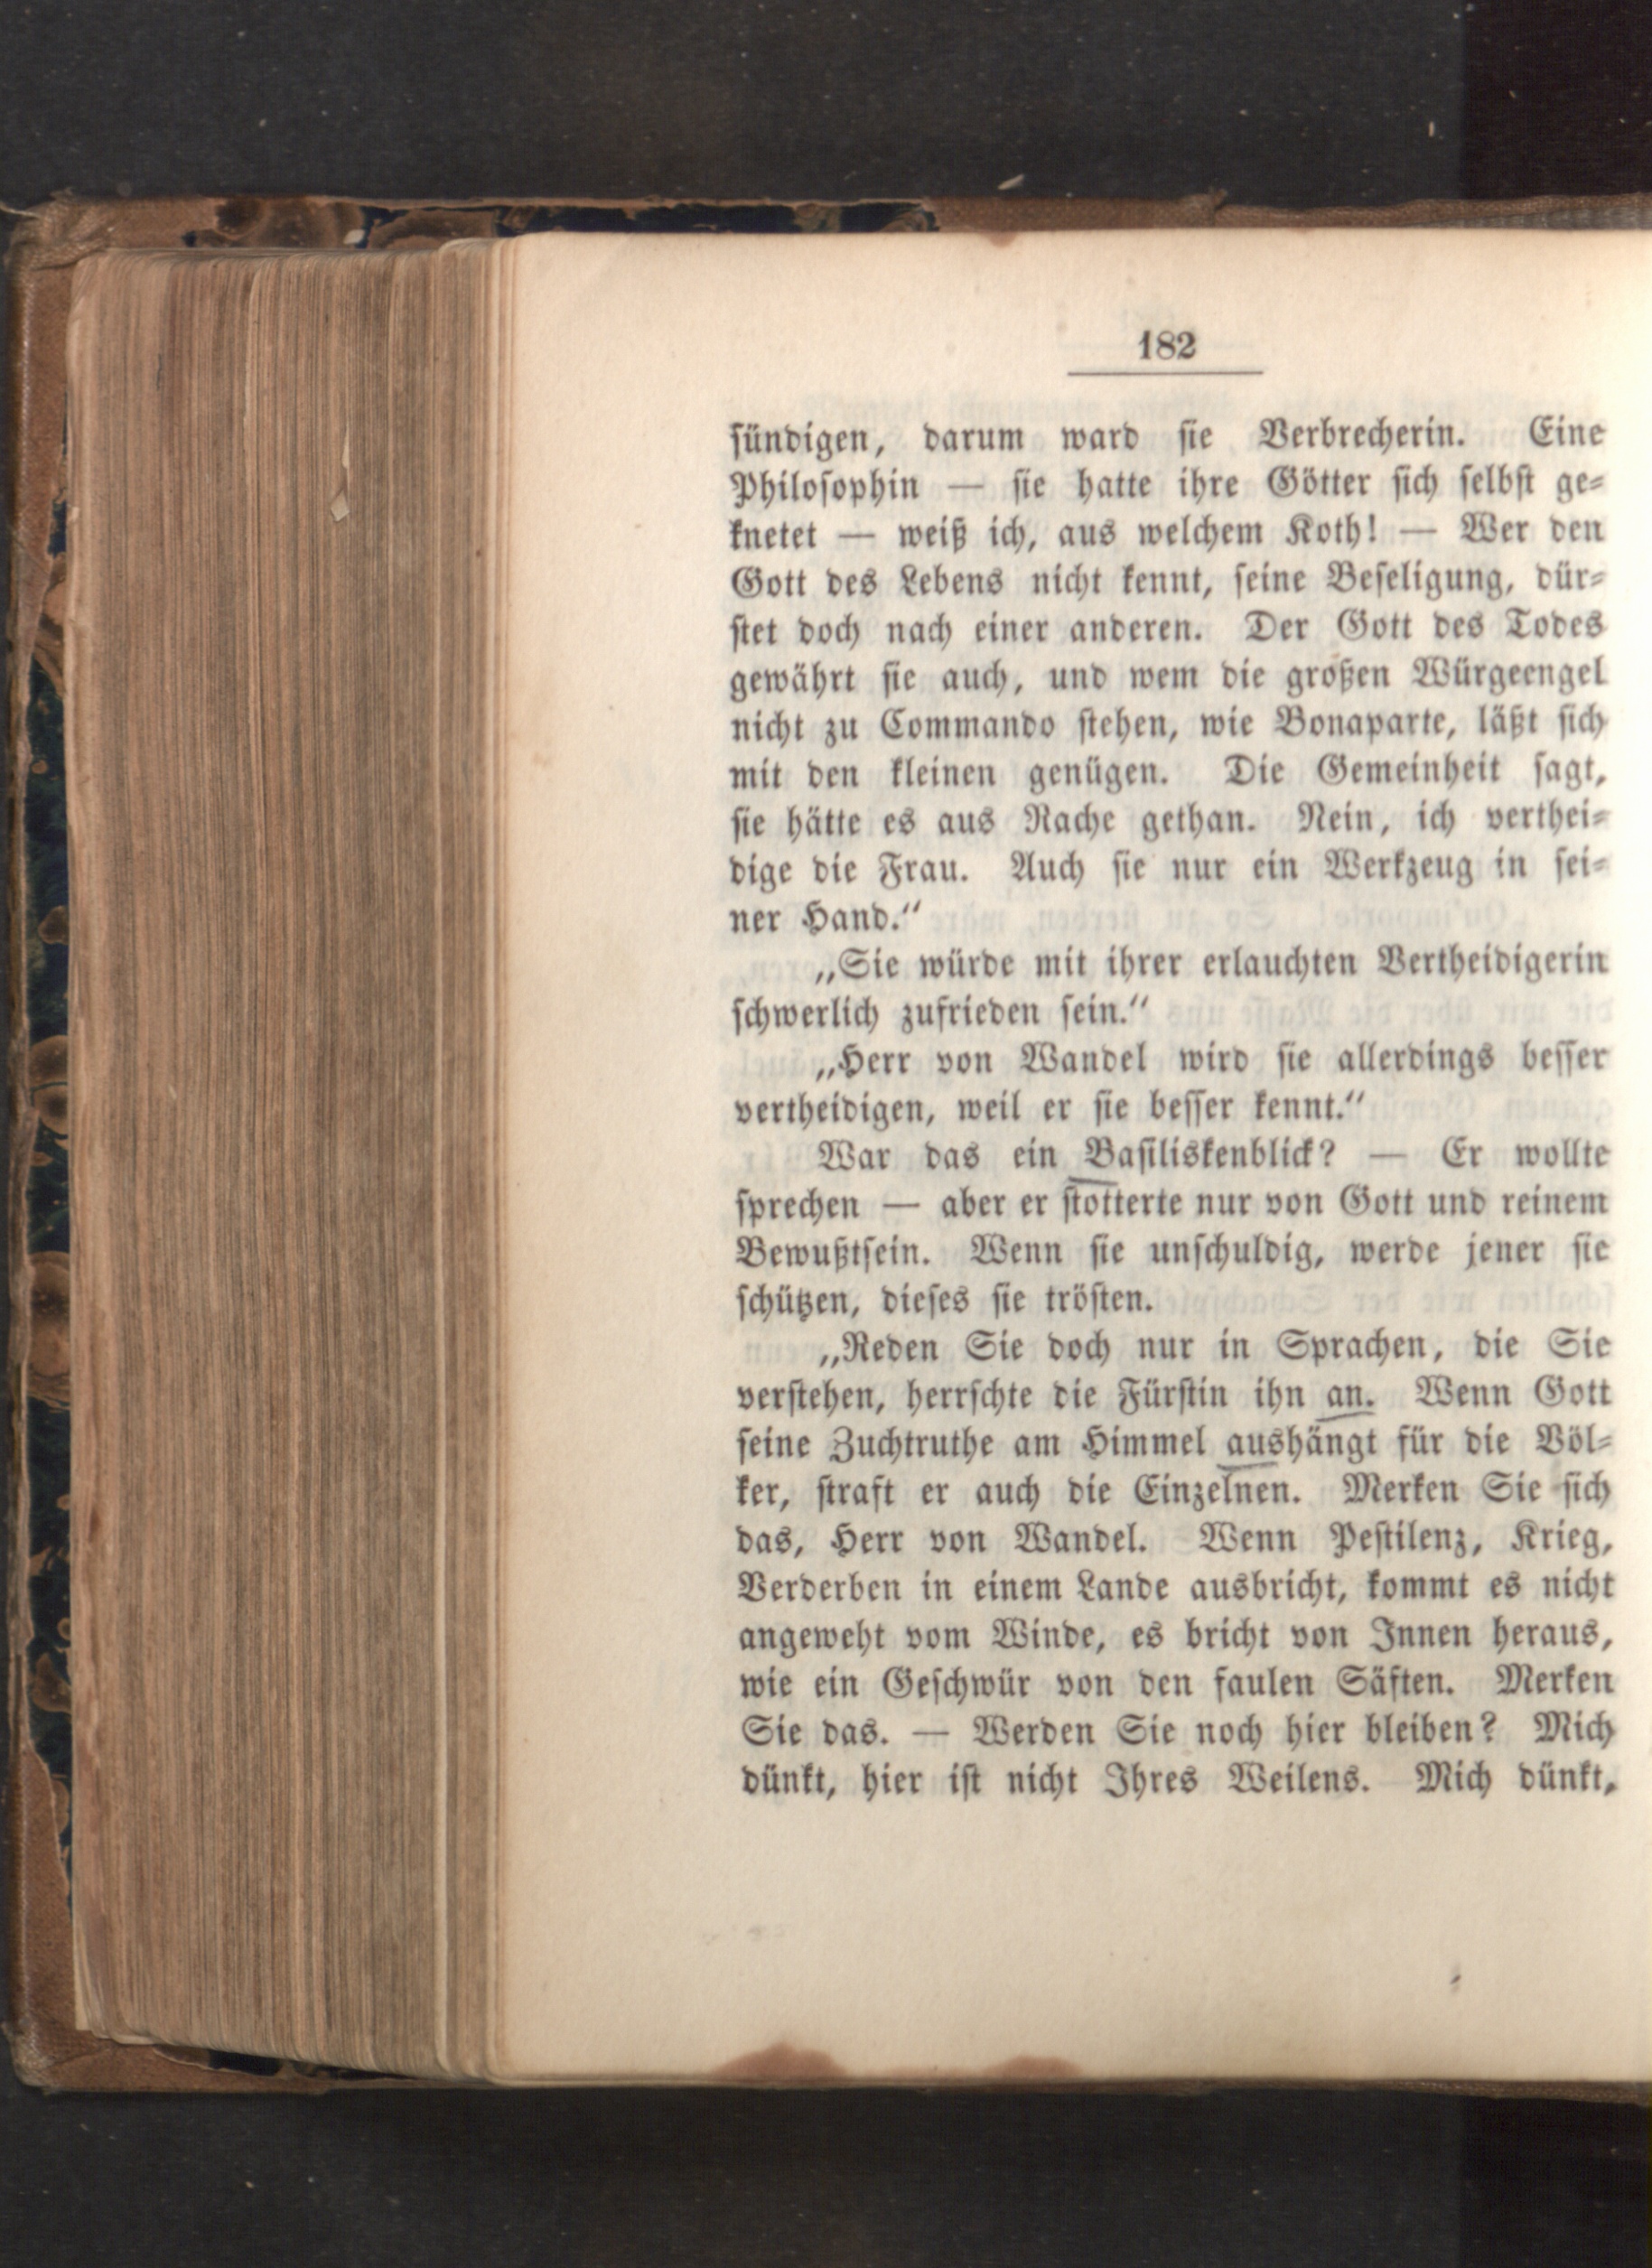 182
sündigen, darum ward sie Verbrecherin. Eine
Philosophin — sie hatte ihre Götter sich selbst ge-
knetet — weiß ich, aus welchem Koth! — Wer den
Gott des Lebens nicht kennt, seine Beseligung, dür-
stet doch nach einer anderen. Der Gott des Todes
gewährt sie auch, und wem die großen Würgeengel
nicht zu Commando stehen, wie Bonaparte, läßt sich
mit den kleinen genügen. Die Gemeinheit sagt,
sie hätte es aus Rache gethan. Nein, ich verthei-
dige die Frau. Auch sie nur ein Werkzeug in sei-
ner Hand.“
„Sie würde mit ihrer erlauchten Vertheidigerin
schwerlich zufrieden sein.“
„Herr von Wandel wird sie allerdings besser
vertheidigen, weil er sie besser kennt.“
War das ein Basiliskenblick? — Er wollte
sprechen — aber er stotterte nur von Gott und reinem
Bewußtsein. Wenn sie unschuldig, werde jener sie
schützen, dieses sie trösten.
„Reden Sie doch nur in Sprachen, die Sie
verstehen, herrschte die Fürstin ihn an. Wenn Gott
seine Zuchtruthe am Himmel aushängt für die Völ-
ker, straft er auch die Einzelnen. Merken Sie sich
das, Herr von Wandel. Wenn Pestilenz, Krieg,
Verderben in einem Lande ausbricht, kommt es nicht
angeweht vom Winde, es bricht von Innen heraus,
wie ein Geschwür von den faulen Säften. Merken
Sie das. — Werden Sie noch hier bleiben? Mich
dünkt, hier ist nicht Ihres Weilens. Mich dünkt,